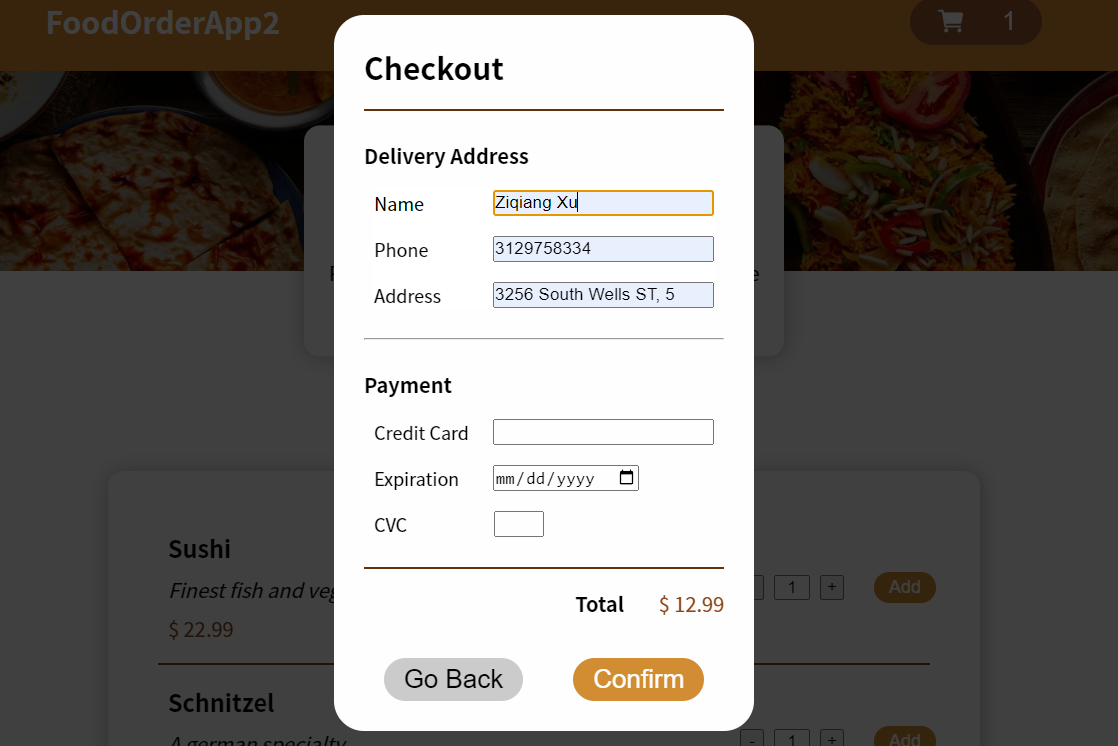 FoodOrderApp2
1
Checkout
Delivery Address
Name
Ziqiang Xu
Phone
3129758334
Address
3256 South Wells ST, 5
Payment
Credit Card
Expiration
mm/dd/yyyy
CVC
Total $ 12.99
Go Back
Confirm
Sushi
Finest fish and veg
$ 22.99
1 +
Add
Schnitzel
A german specialty
- 1 +
Add